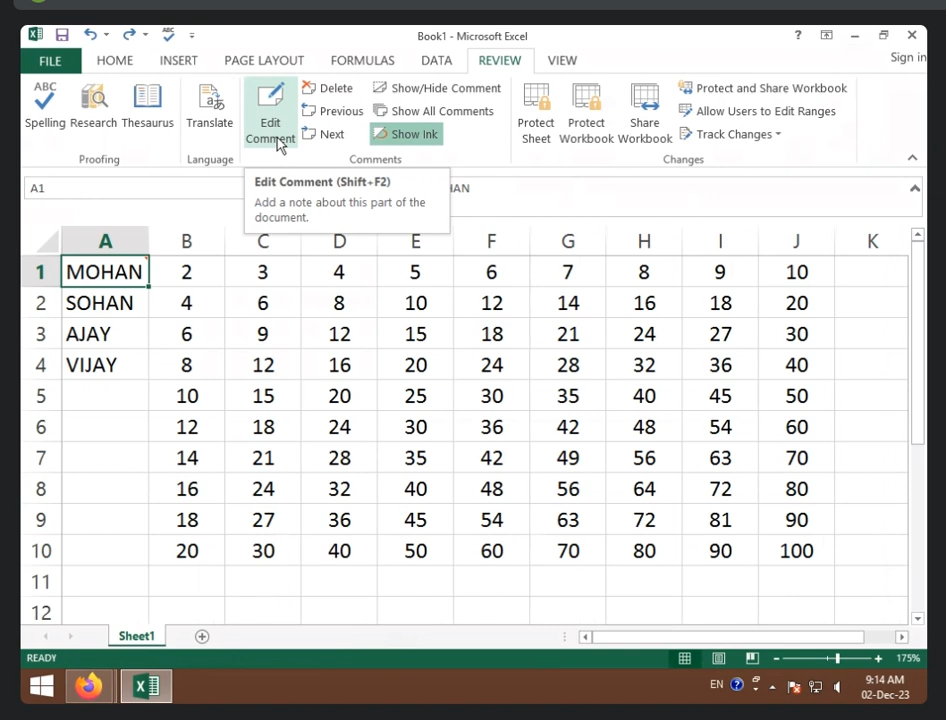 Book1 - Microsoft Excel
?
FILE HOME INSERT PAGE LAYOUT FORMULAS DATA REVIEW VIEW Sign in
ABC
Spelling Research Thesaurus
Proofing
Translate
Language
Edit Comment
Delete
Previous
Next
Show/Hide Comment
Show All Comments
Show Ink
Comments
Protect Sheet
Protect Workbook
Share Workbook
Protect and Share Workbook
Allow Users to Edit Ranges
Track Changes
Changes
A1 HAN
Edit Comment (Shift+F2)
Add a note about this part of the
document.
A B C D E F G H I J K
1 MOHAN 2 3 4 5 6 7 8 9 10
2 SOHAN 4 6 8 10 12 14 16 18 20
3 AJAY 6 9 12 15 18 21 24 27 30
4 VIJAY 8 12 16 20 24 28 32 36 40
5 10 15 20 25 30 35 40 45 50
6 12 18 24 30 36 42 48 54 60
7 14 21 28 35 42 49 56 63 70
8 16 24 32 40 48 56 64 72 80
9 18 27 36 45 54 63 72 81 90
10 20 30 40 50 60 70 80 90 100
11
12
Sheet1
READY 175%
EN 9:14 AM
02-Dec-23